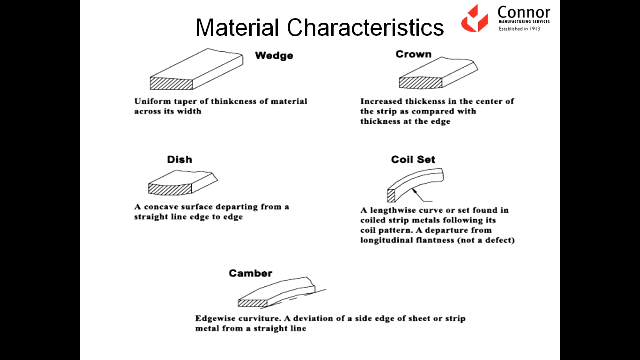 Material Characteristics
Connor
MANUFACTURING SERVICES
Established in 1913
Wedge
Uniform taper of thinkcness of material
across its width
Crown
Increased thickenss in the center of
the strip as compared with
thickness at the edge
Dish
A concave surface departing from a
straight line edge to edge
Coil Set
A lengthwise curve or set found in
coiled strip metals following its
coil pattern. A departure from
longitudinal flantness (not a defect)
Camber
Edgewise curviture. A deviation of a side edge of sheet or strip
metal from a straight line